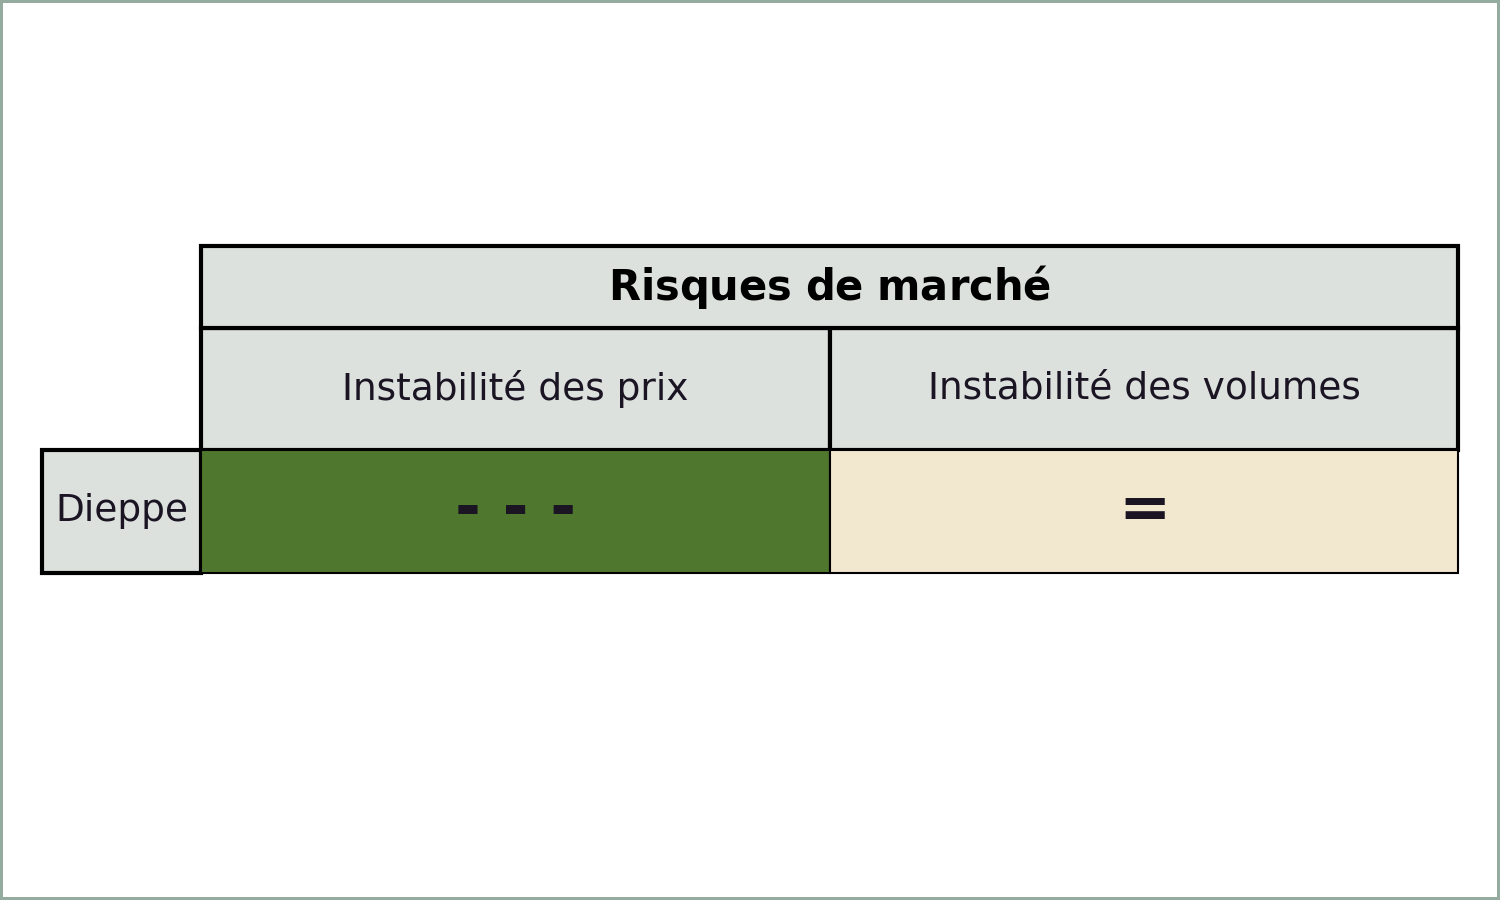 Risques de marché
Instabilité des prix
Instabilité des volumes
Dieppe
- - -
=